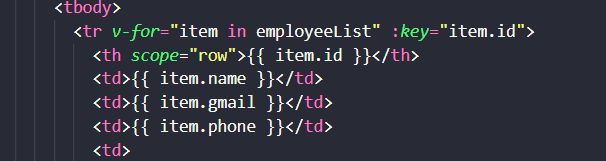 <tbody>
<tr v-for="item in employeeList" :key="item.id">
<th scope="row">{{ item.id }}</th>
<td>{{ item.name }}</td>
<td>{{ item.gmail }}</td>
<td>{{ item.phone }}</td>
<td>